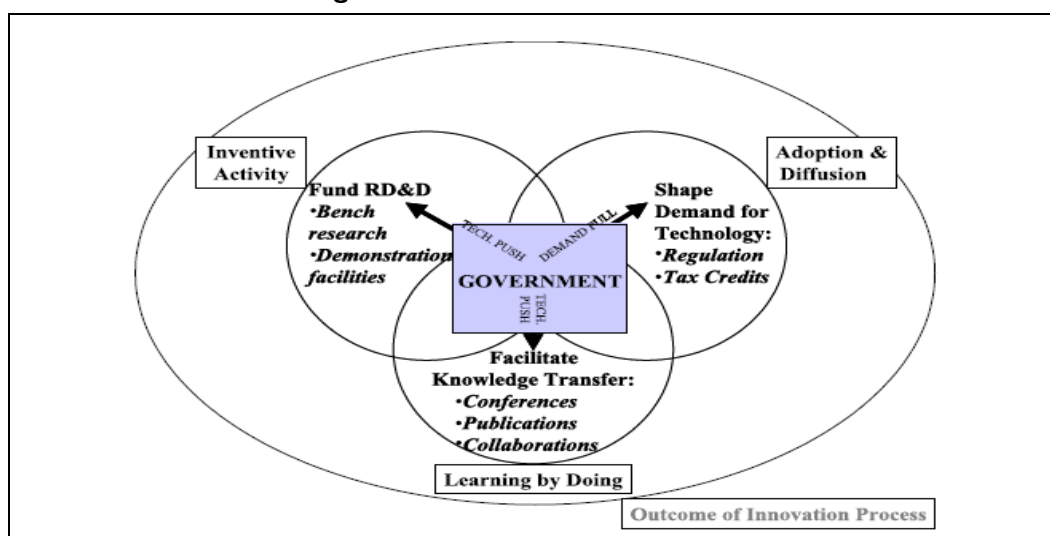 Inventive
Activity
Adoption &
Diffusion
Fund RD&D
•Bench
research
•Demonstration
facilities
Shape
Demand for
Technology:
•Regulation
•Tax Credits
TECH. PUSH
DEMAND PULL
GOVERNMENT
TECH.
PUSH
Facilitate
Knowledge Transfer:
•Conferences
•Publications
•Collaborations
Learning by Doing
Outcome of Innovation Process